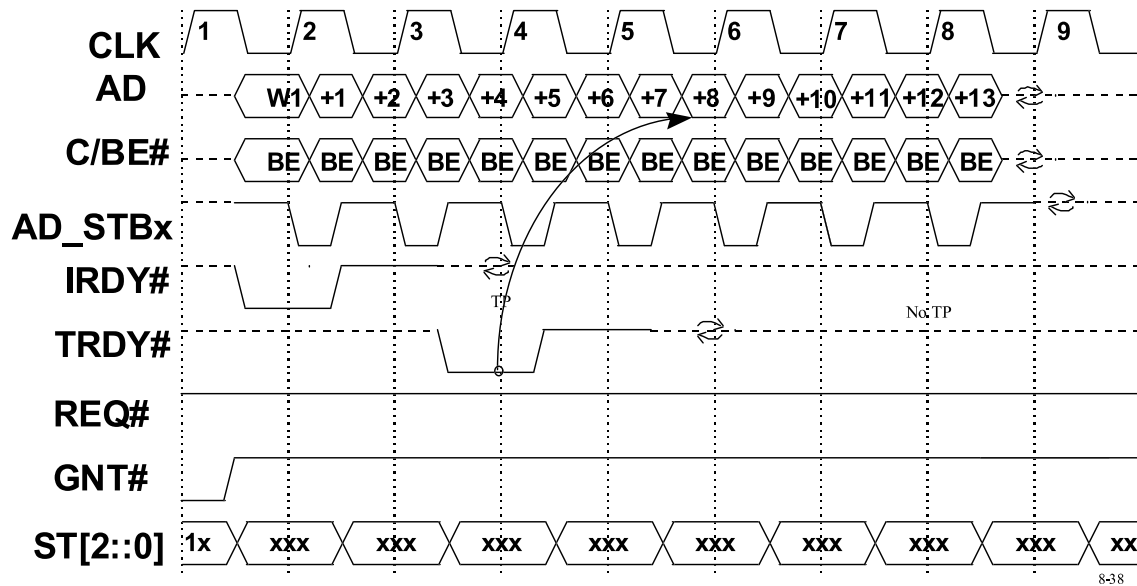 CLK 1 2 3 4 5 6 7 8 9
AD W1 +1 +2 +3 +4 +5 +6 +7 +8 +9 +10 +11 +12 +13
C/BE# BE BE BE BE BE BE BE BE BE BE BE BE BE BE
AD_STBx
IRDY#
TP
No TP
TRDY#
REQ#
GNT#
ST[2::0] 1x xxx xxx xxx xxx xxx xxx xxx xxx xx
8-38